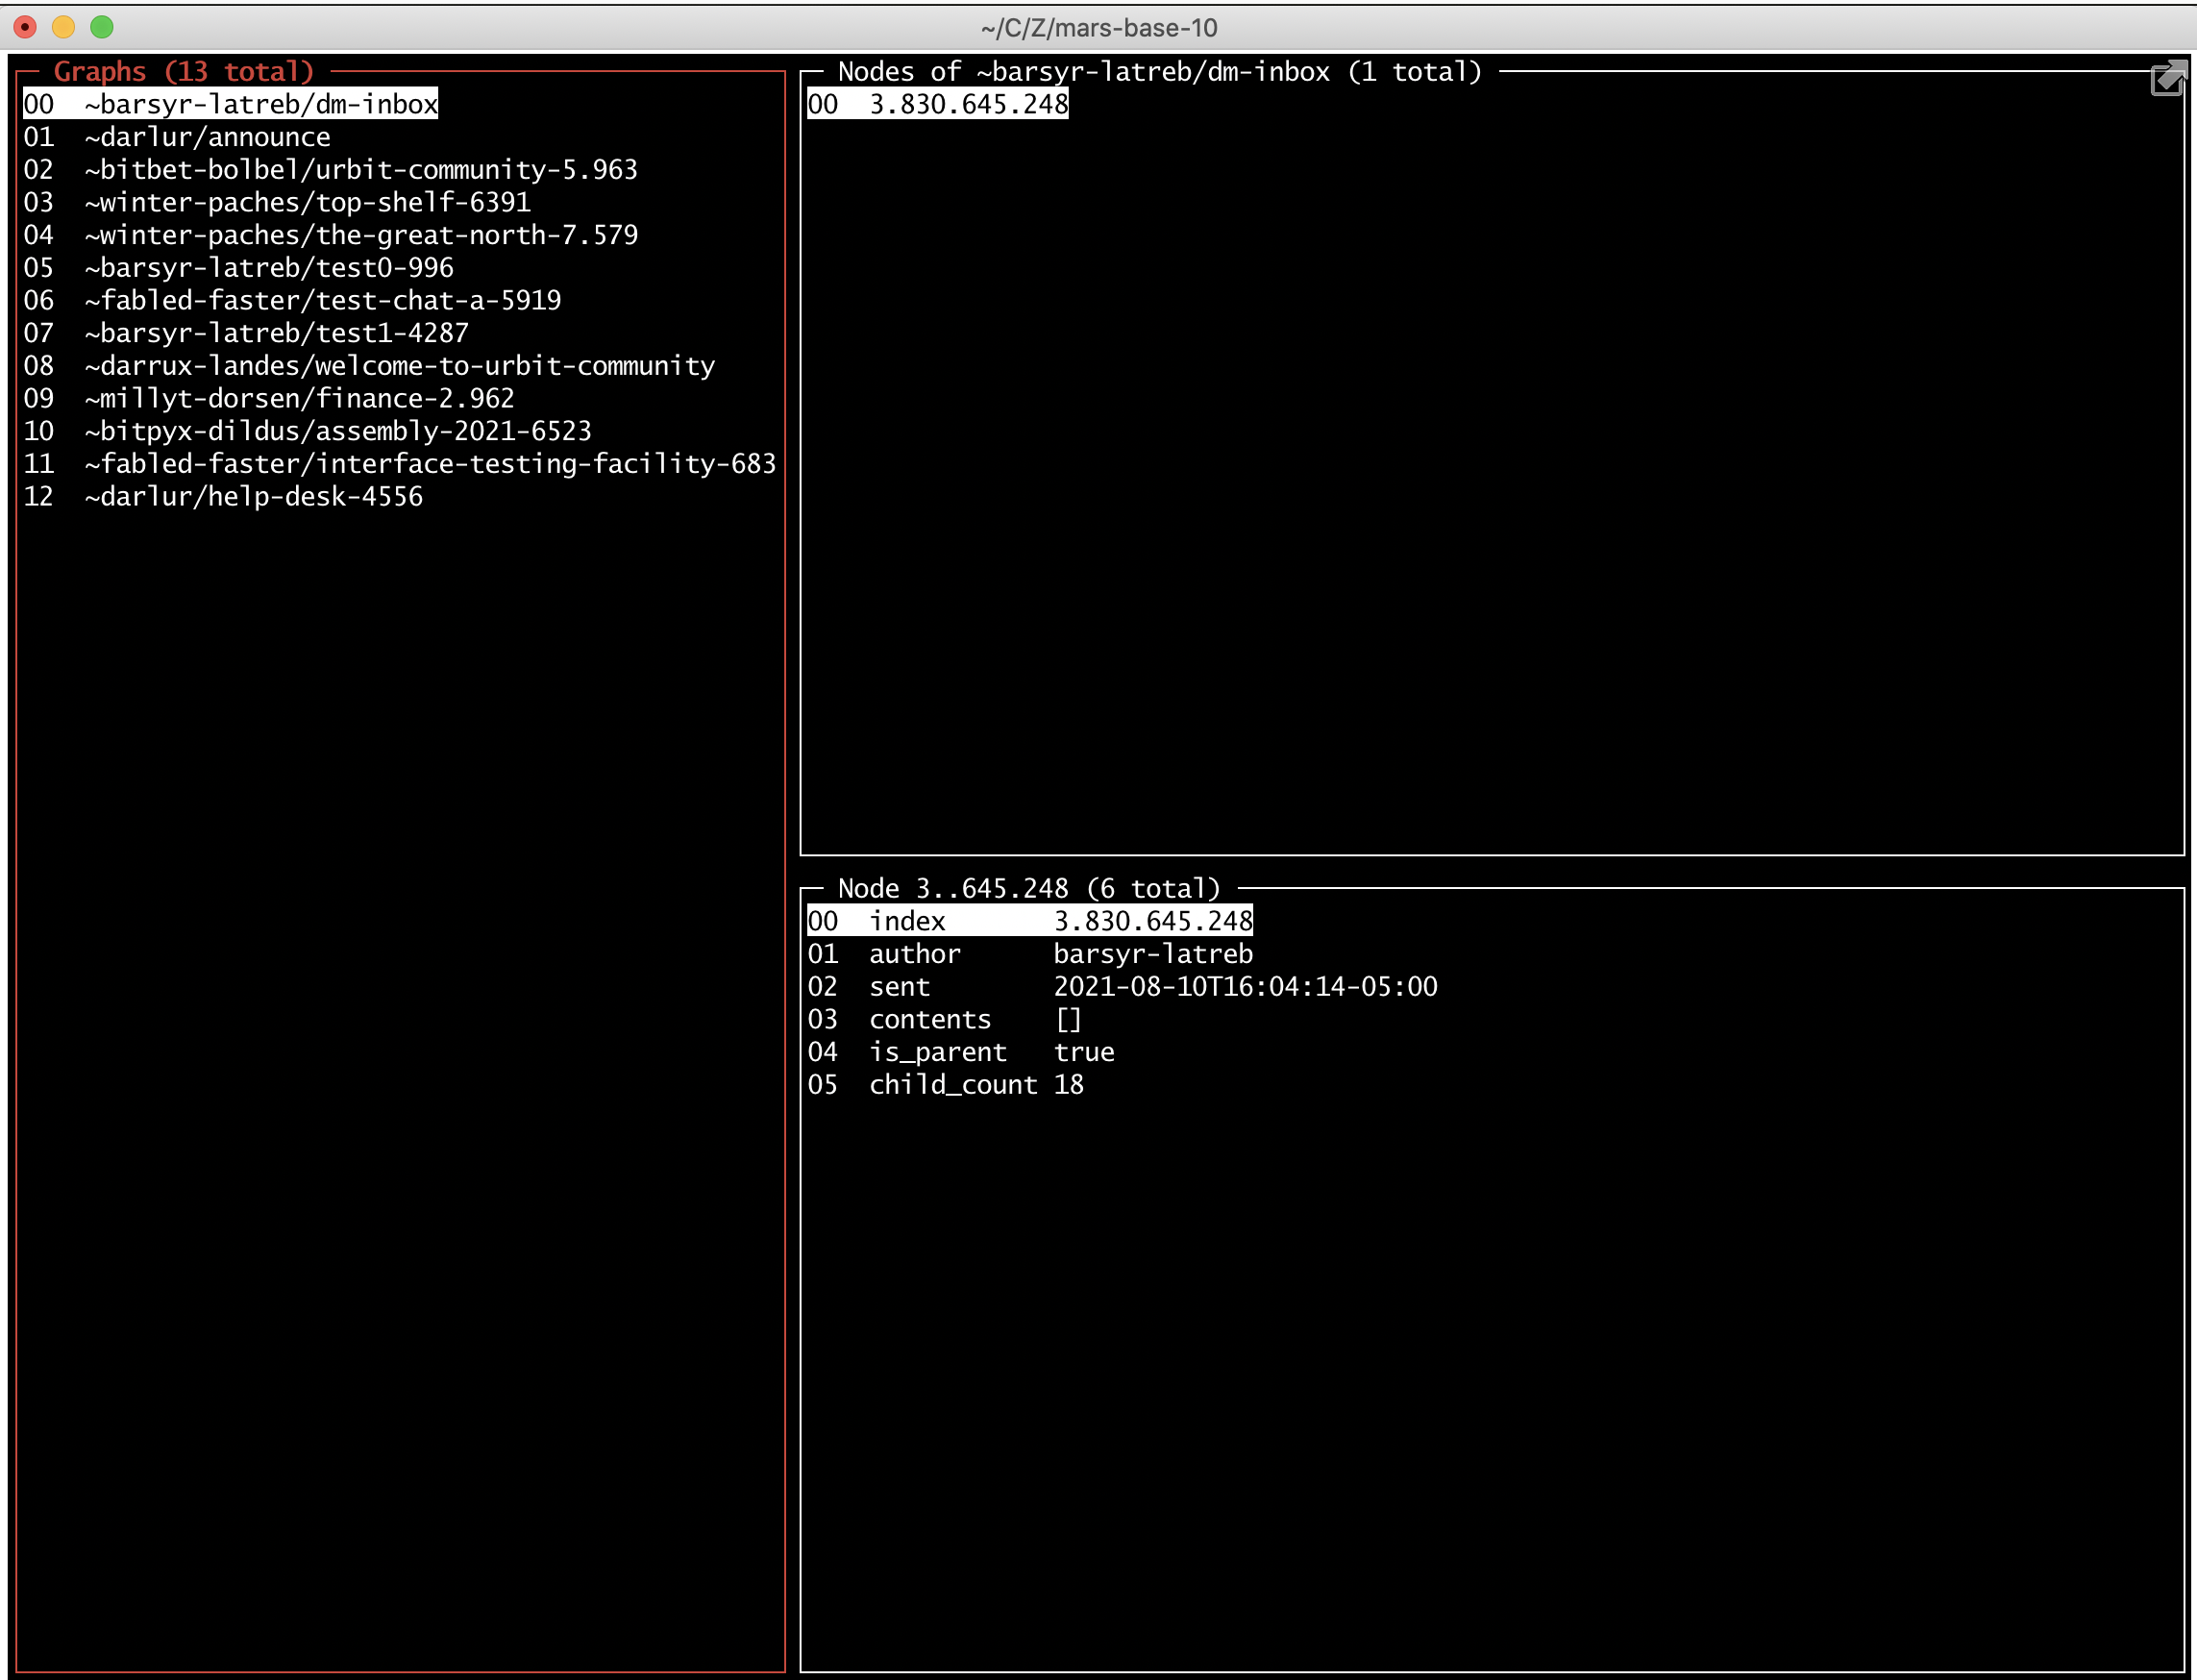 ~/C/Z/mars-base-10
Graphs (13 total)
00  ~barsyr-latreb/dm-inbox
01  ~darlur/announce
02  ~bitbet-bolbel/urbit-community-5.963
03  ~winter-paches/top-shelf-6391
04  ~winter-paches/the-great-north-7.579
05  ~barsyr-latreb/test0-996
06  ~fabled-faster/test-chat-a-5919
07  ~barsyr-latreb/test1-4287
08  ~darrux-landes/welcome-to-urbit-community
09  ~millyt-dorsen/finance-2.962
10  ~bitpyx-dildus/assembly-2021-6523
11  ~fabled-faster/interface-testing-facility-683
12  ~darlur/help-desk-4556
Nodes of ~barsyr-latreb/dm-inbox (1 total)
00  3.830.645.248
Node 3..645.248 (6 total)
00  index       3.830.645.248
01  author      barsyr-latreb
02  sent        2021-08-10T16:04:14-05:00
03  contents    []
04  is_parent   true
05  child_count 18